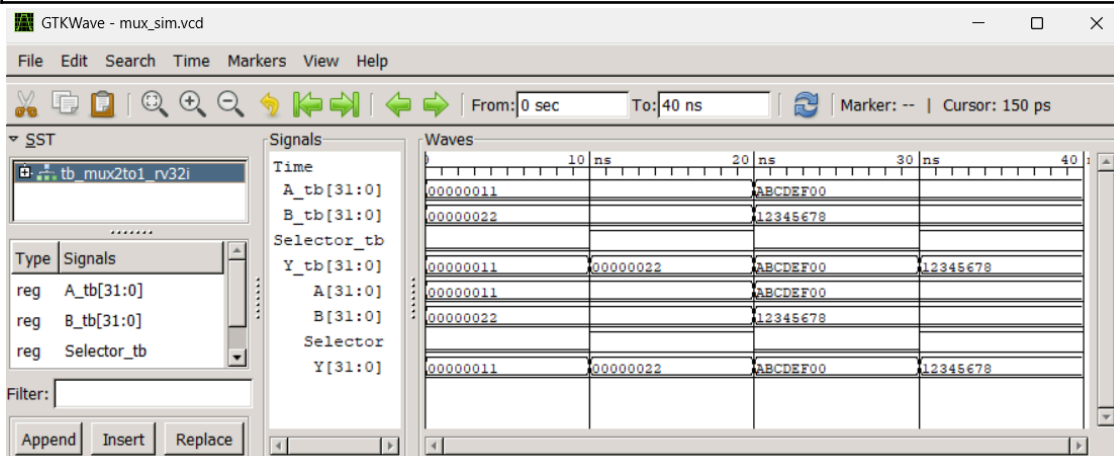 GTKWave - mux_sim.vcd
File Edit Search Time Markers View Help
From: 0 sec To: 40 ns Marker: -- | Cursor: 150 ps
SST
tb_mux2to1_rv32i
Type Signals
reg A_tb[31:0]
reg B_tb[31:0]
reg Selector_tb
Filter:
Append Insert Replace
Signals
Time
A_tb[31:0]
B_tb[31:0]
Selector_tb
Y_tb[31:0]
A[31:0]
B[31:0]
Selector
Y[31:0]
Waves
10 ns 20 ns 30 ns 40
00000011 ABCDEF00
00000022 12345678
00000011 00000022 ABCDEF00 12345678
00000011 ABCDEF00
00000022 12345678
00000011 00000022 ABCDEF00 12345678